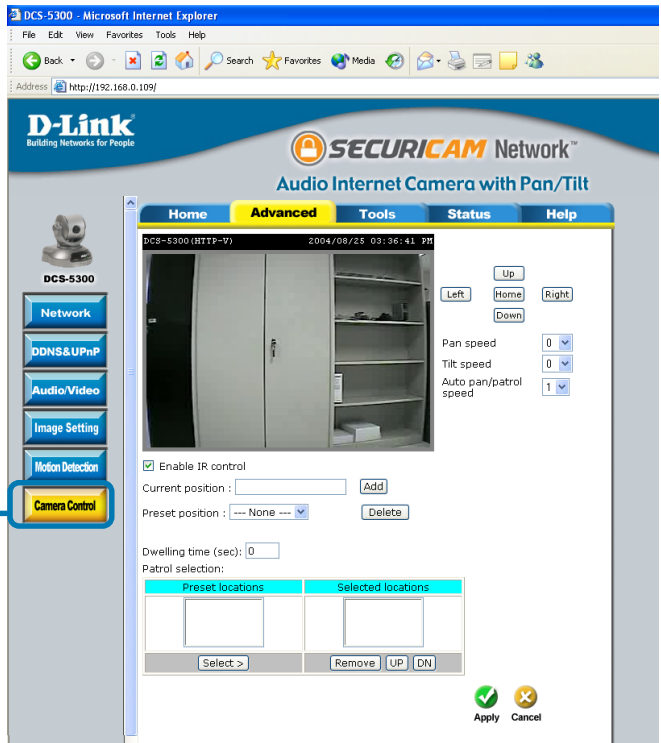 DCS-5300 - Microsoft Internet Explorer
File Edit View Favorites Tools Help
Back Search Favorites Media
Address http://192.168.0.109/
D-Link
Building Networks for People
SECURICAM Network™
Audio Internet Camera with Pan/Tilt
Home Advanced Tools Status Help
DCS-5300
Network
DDNS&UPnP
Audio/Video
Image Setting
Motion Detection
Camera Control
DCS-5300(HTTP-V) 2004/08/25 03:36:41 PM
Up
Left Home Right
Down
Pan speed 0
Tilt speed 0
Auto pan/patrol speed 1
Enable IR control
Current position : Add
Preset position : --- None --- Delete
Dwelling time (sec): 0
Patrol selection:
Preset locations Selected locations
Select > Remove UP DN
Apply Cancel